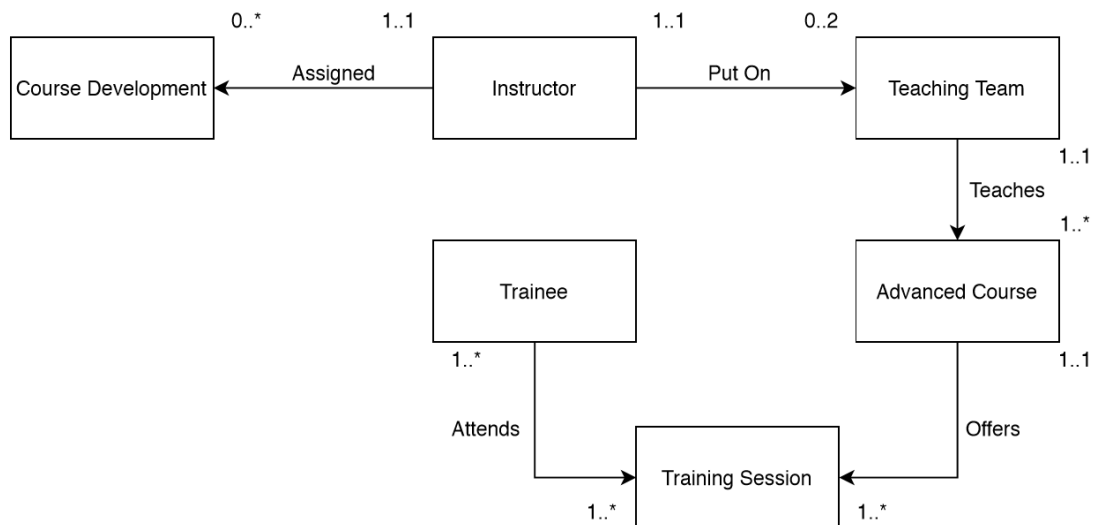 0..*
1..1
1..1
0..2
Course Development
Assigned
Instructor
Put On
Teaching Team
1..1
Teaches
1..*
Trainee
Advanced Course
1..*
1..1
Attends
Offers
Training Session
1..*
1..*